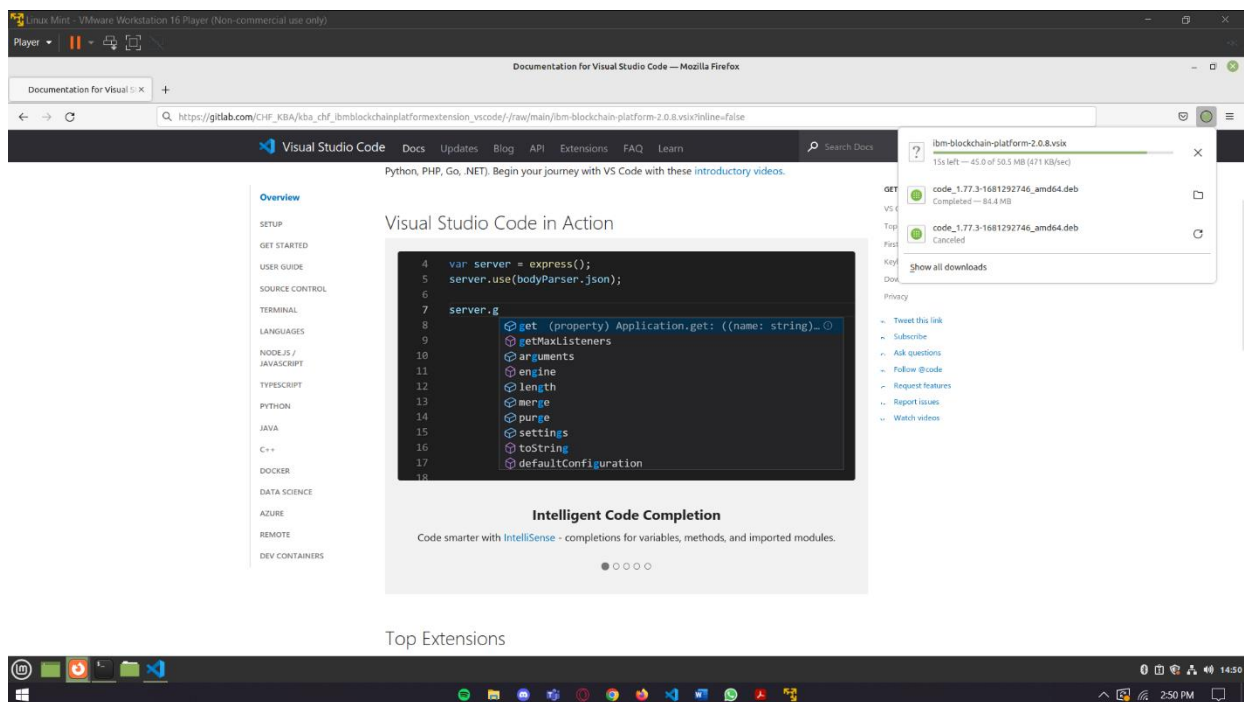 Linux Mint - VMware Workstation 16 Player (Non-commercial use only)
Player
Documentation for Visual Studio Code — Mozilla Firefox
Documentation for Visual S
https://gitlab.com/CHF_KBA/kba_chf_ibmblockchainplatformextension_vscode/-/raw/main/ibm-blockchain-platform-2.0.8.vsix?inline=false
Visual Studio Code Docs Updates Blog API Extensions FAQ Learn Search Docs
ibm-blockchain-platform-2.0.8.vsix
15s left — 45.0 of 50.5 MB (471 KB/sec)
code_1.77.3-1681292746_amd64.deb
Completed — 84.4 MB
code_1.77.3-1681292746_amd64.deb
Canceled
Show all downloads
Python, PHP, Go, .NET). Begin your journey with VS Code with these introductory videos.
Overview
SETUP
GET STARTED
USER GUIDE
SOURCE CONTROL
TERMINAL
LANGUAGES
NODE.JS /
JAVASCRIPT
TYPESCRIPT
PYTHON
JAVA
C++
DOCKER
DATA SCIENCE
AZURE
REMOTE
DEV CONTAINERS
Visual Studio Code in Action
4 var server = express();
5 server.use(bodyParser.json);
6
7 server.g
8 get (property) Application.get: ((name: string)…
9 getMaxListeners
10 arguments
11 engine
12 length
13 merge
14 purge
15 settings
16 toString
17 defaultConfiguration
18
Intelligent Code Completion
Code smarter with IntelliSense - completions for variables, methods, and imported modules.
Top Extensions
GET
VS
Top
First
Key
Dow
Privacy
Tweet this link
Subscribe
Ask questions
Follow @code
Request features
Report issues
Watch videos
14:50
2:50 PM